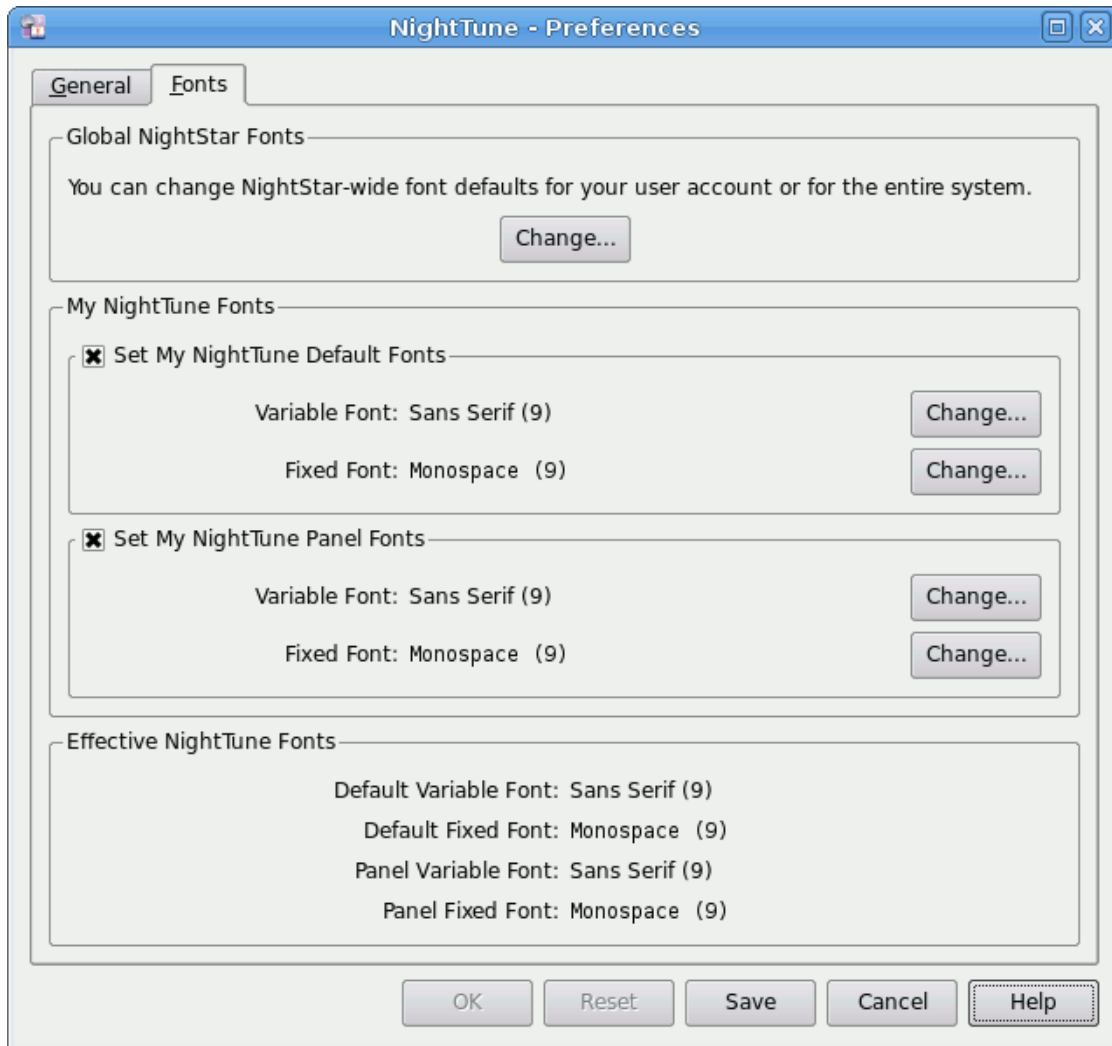 NightTune - Preferences
General Fonts
Global NightStar Fonts
You can change NightStar-wide font defaults for your user account or for the entire system.
Change...
My NightTune Fonts
Set My NightTune Default Fonts
Variable Font: Sans Serif (9) Change...
Fixed Font: Monospace (9) Change...
Set My NightTune Panel Fonts
Variable Font: Sans Serif (9) Change...
Fixed Font: Monospace (9) Change...
Effective NightTune Fonts
Default Variable Font: Sans Serif (9)
Default Fixed Font: Monospace (9)
Panel Variable Font: Sans Serif (9)
Panel Fixed Font: Monospace (9)
OK Reset Save Cancel Help